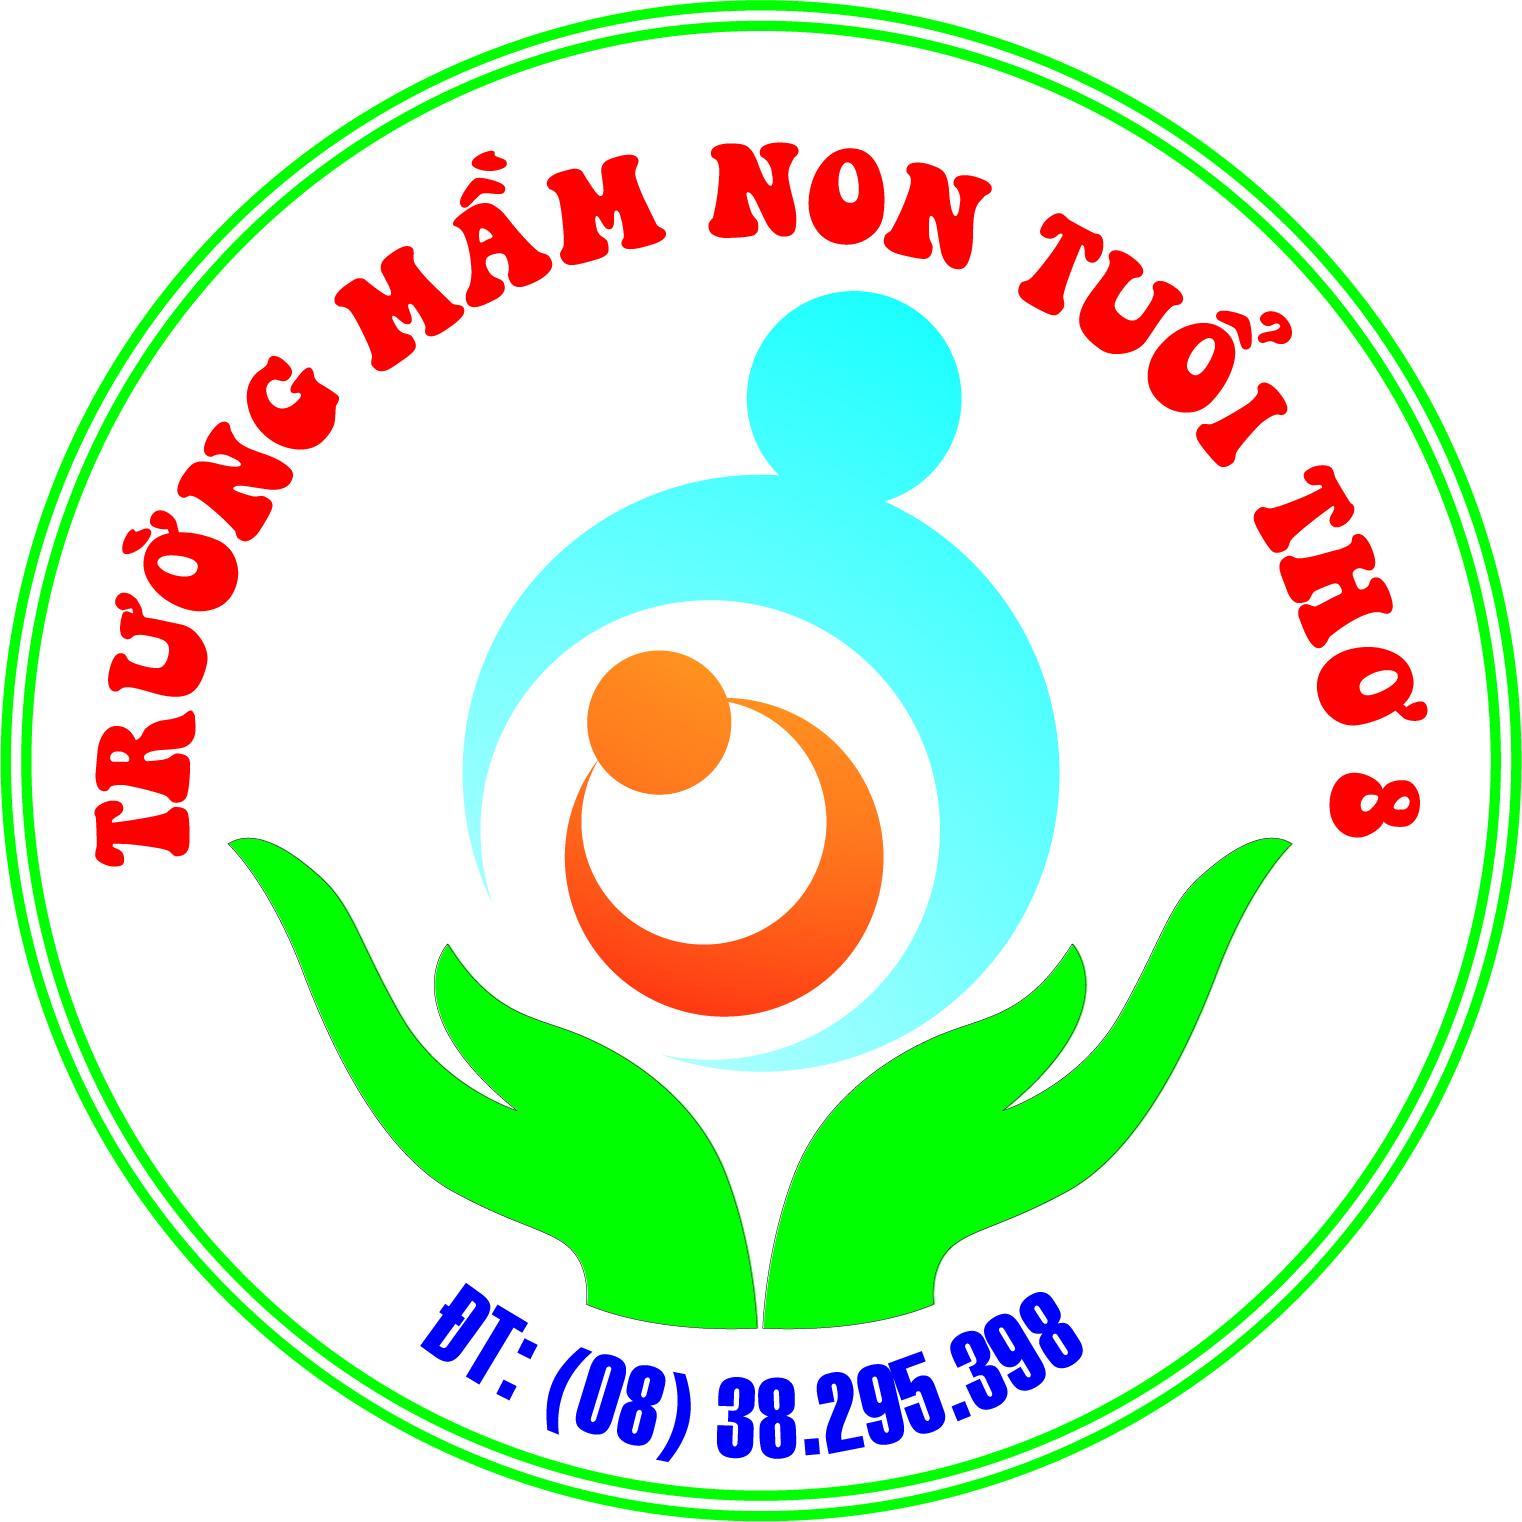 TRƯỜNG MẦM NON TUỔI THƠ 8
ĐT: (08) 38.295.398